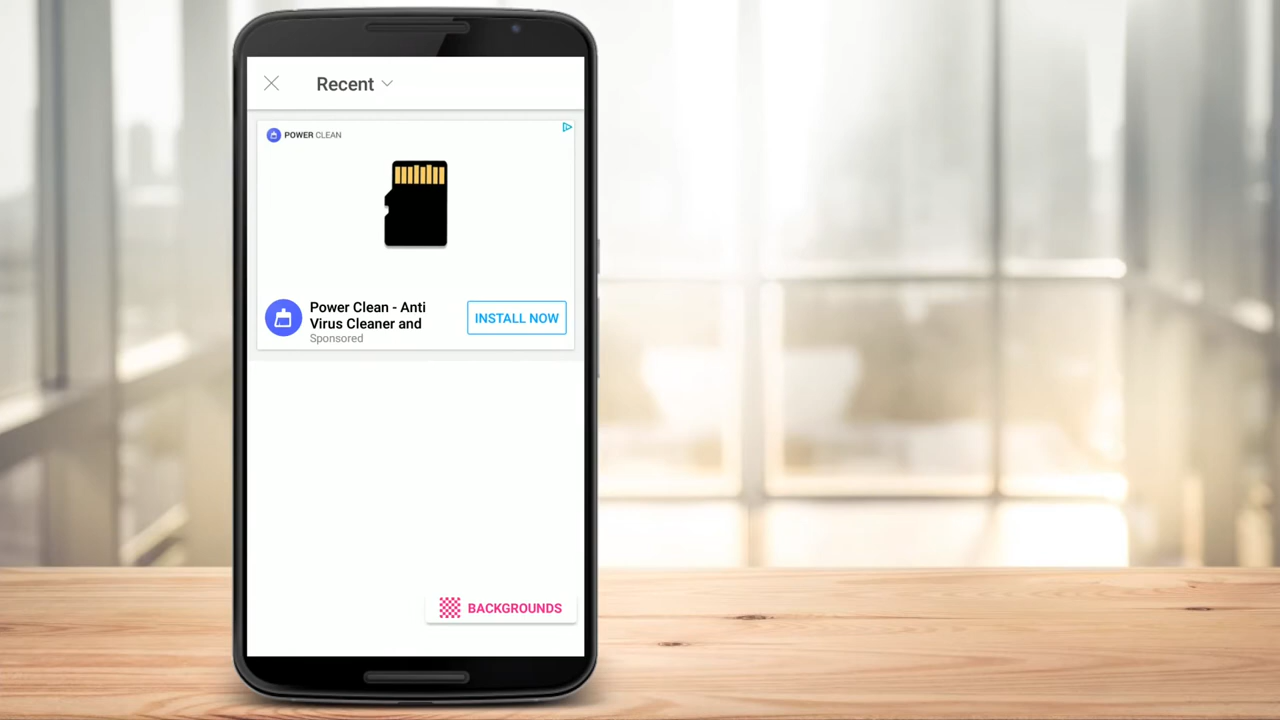 Recent
POWER CLEAN
Power Clean - Anti
Virus Cleaner and
Sponsored
INSTALL NOW
BACKGROUNDS